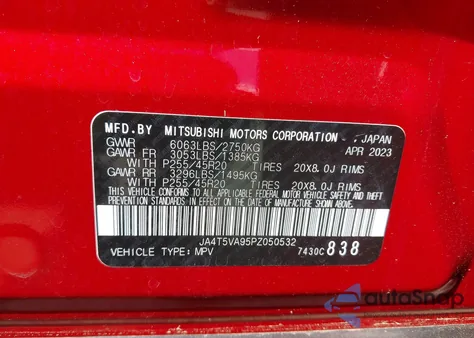 MFD.BY MITSUBISHI MOTORS CORPORATION - JAPAN
GVWR 6063LBS/2750KG APR 2023
GAWR FR 3053LBS/1385KG
WITH P255/45R20 TIRES 20X8.0J RIMS
GAWR RR 3296LBS/1495KG
WITH P255/45R20 TIRES 20X8.0J RIMS
THIS VEHICLE CONFORMS TO ALL APPLICABLE FEDERAL MOTOR VEHICLE SAFETY
STANDARDS IN EFFECT ON THE DATE OF MANUFACTURE SHOWN ABOVE.
JA4T5VA95PZ050532
VEHICLE TYPE: MPV 7430C 838
autoSnap